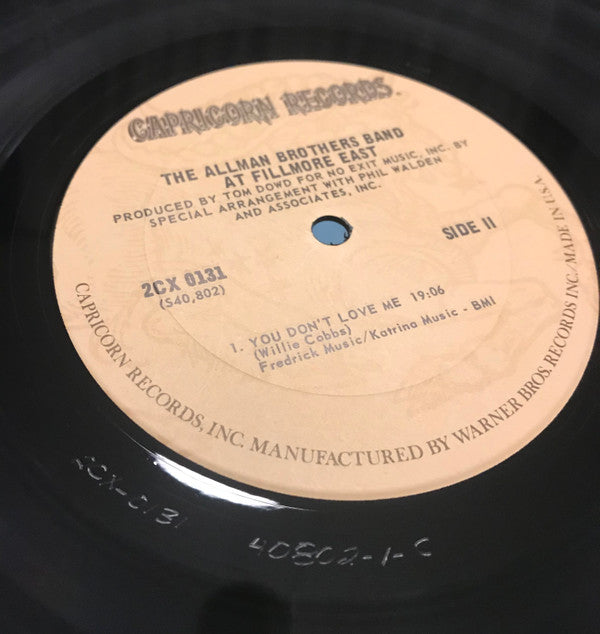 CAPRICORN RECORDS.
THE ALLMAN BROTHERS BAND
AT FILLMORE EAST
PRODUCED BY TOM DOWD FOR NO EXIT MUSIC, INC., BY
SPECIAL ARRANGEMENT WITH PHIL WALDEN
AND ASSOCIATES, INC.
SIDE II
2CX 0131
(S40,802)
1. YOU DON'T LOVE ME 19:06
(Willie Cobbs)
Fredrick Music/Katrina Music - BMI
CAPRICORN RECORDS, INC. MANUFACTURED BY WARNER BROS. RECORDS INC./MADE IN U.S.A.
2CX-0131 40802-1-C